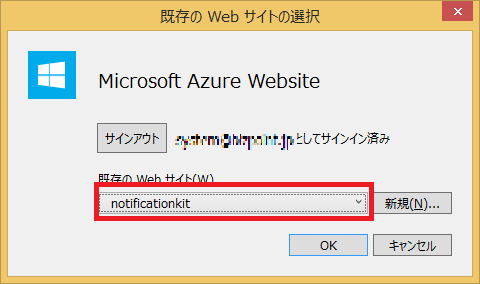 既存の Web サイトの選択
Microsoft Azure Website
サインアウト
としてサインイン済み
既存の Web サイト(W)
notificationkit
新規(N)...
OK
キャンセル